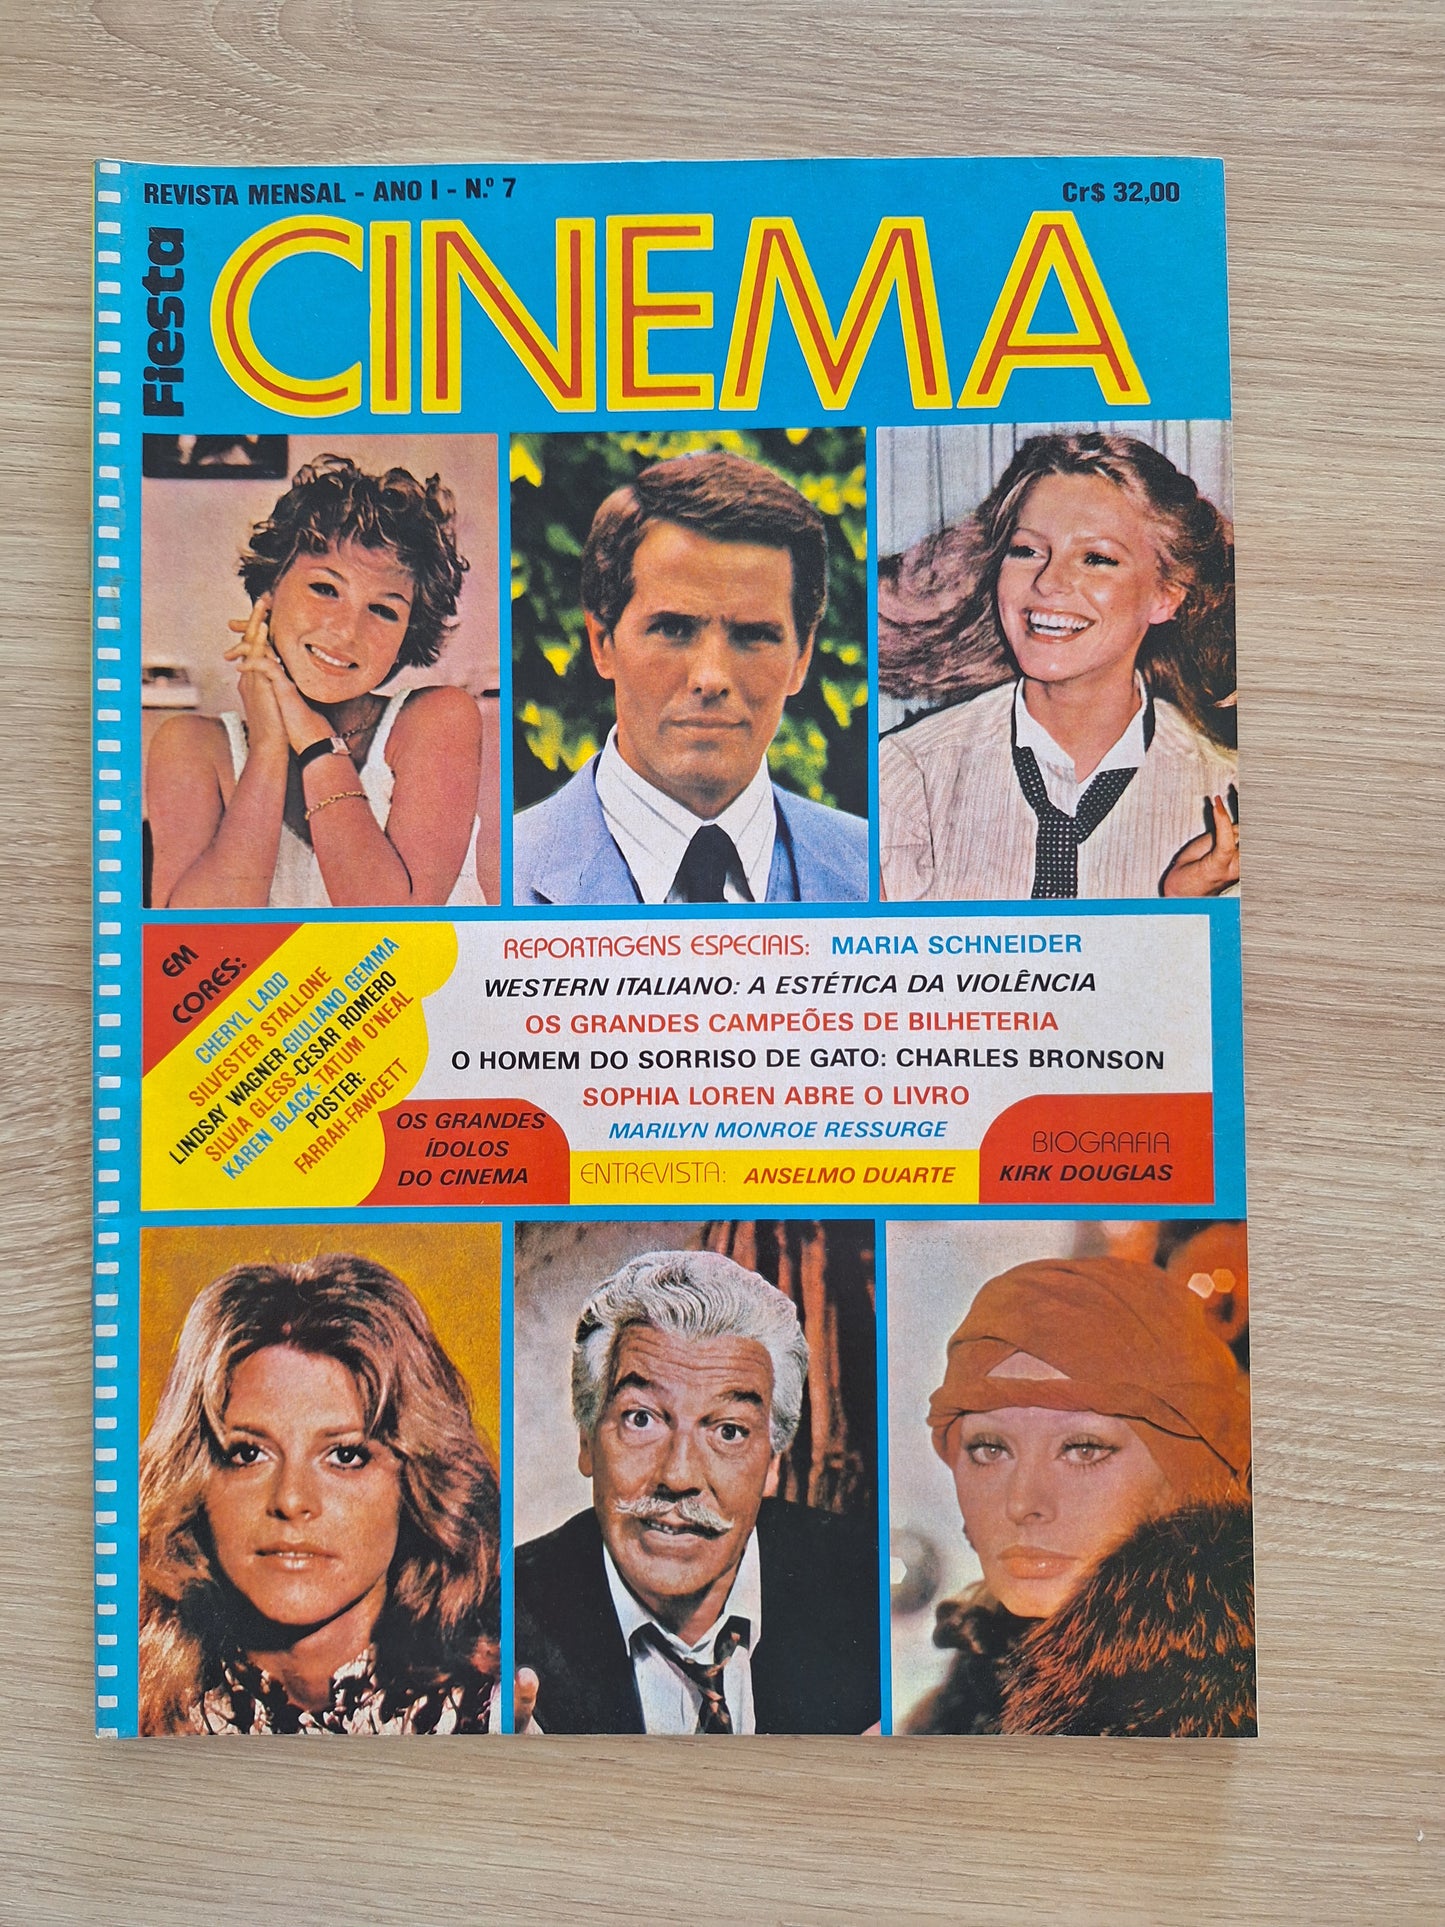 REVISTA MENSAL - ANO I - N.º 7
Cr$ 32,00
Fiesta
CINEMA
EM
CORES:
CHERYL LADD
SILVESTER STALLONE
LINDSAY WAGNER-GIULIANO GEMMA
SILVIA GLESS-CESAR ROMERO
KAREN BLACK-TATUM O'NEAL
POSTER:
FARRAH-FAWCETT
REPORTAGENS ESPECIAIS: MARIA SCHNEIDER
WESTERN ITALIANO: A ESTÉTICA DA VIOLÊNCIA
OS GRANDES CAMPEÕES DE BILHETERIA
O HOMEM DO SORRISO DE GATO: CHARLES BRONSON
SOPHIA LOREN ABRE O LIVRO
MARILYN MONROE RESSURGE
OS GRANDES
ÍDOLOS
DO CINEMA
ENTREVISTA: ANSELMO DUARTE
BIOGRAFIA
KIRK DOUGLAS